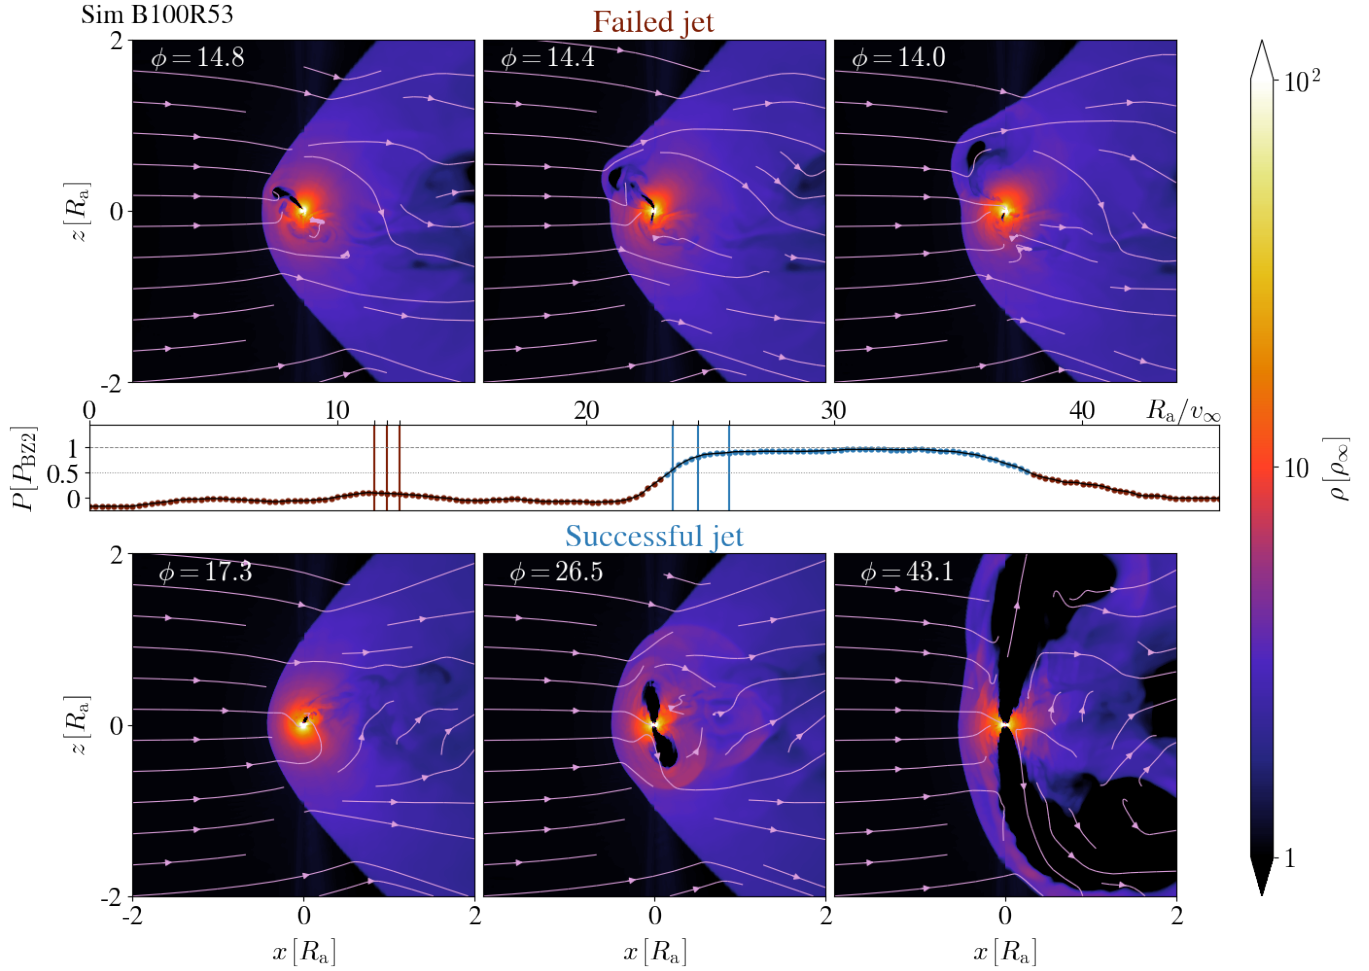 Sim B100R53
Failed jet
2
0
-2
z [Rₐ]
ϕ = 14.8
ϕ = 14.4
ϕ = 14.0
0 10 20 30 40 Rₐ/v∞
1
0.5
0
P [P_BZ2]
Successful jet
2
0
-2
z [Rₐ]
ϕ = 17.3
ϕ = 26.5
ϕ = 43.1
-2 0 2 0 2 0 2
x [Rₐ] x [Rₐ] x [Rₐ]
10²
10
1
ρ [ρ∞]